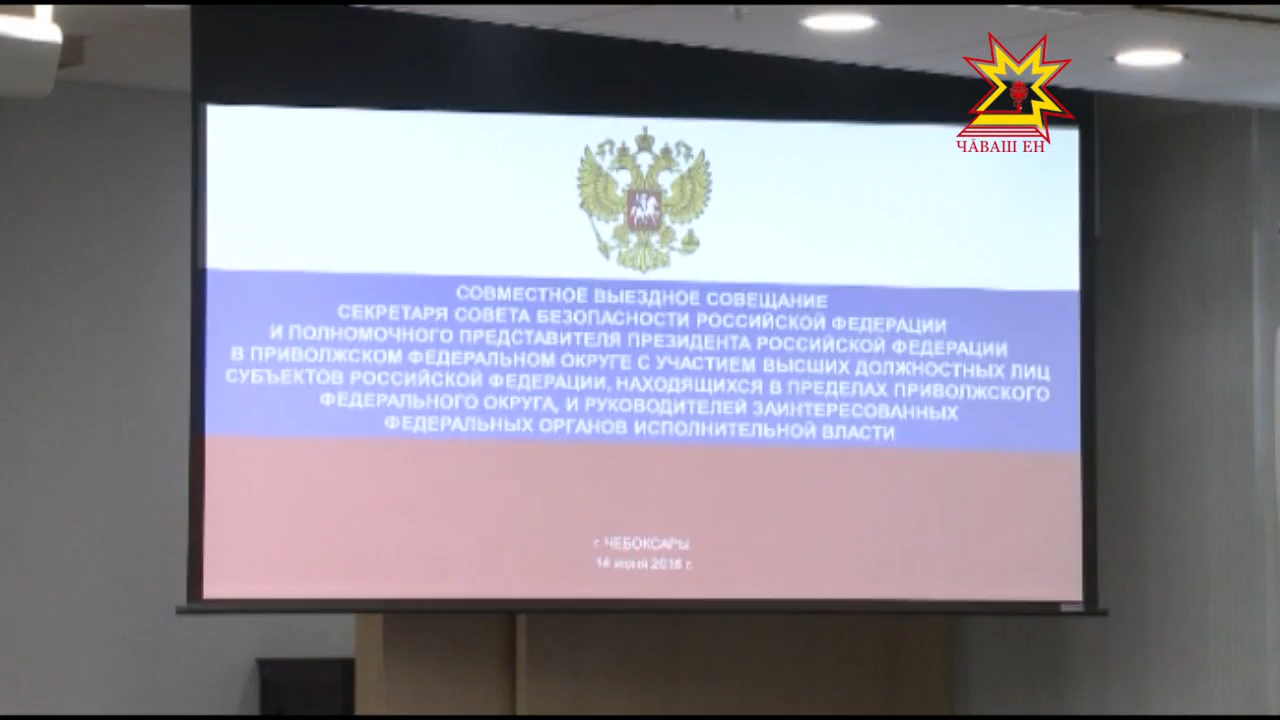 ЧӐВАШ ЕН
СОВМЕСТНОЕ ВЫЕЗДНОЕ СОВЕЩАНИЕ
СЕКРЕТАРЯ СОВЕТА БЕЗОПАСНОСТИ РОССИЙСКОЙ ФЕДЕРАЦИИ
И ПОЛНОМОЧНОГО ПРЕДСТАВИТЕЛЯ ПРЕЗИДЕНТА РОССИЙСКОЙ ФЕДЕРАЦИИ
В ПРИВОЛЖСКОМ ФЕДЕРАЛЬНОМ ОКРУГЕ С УЧАСТИЕМ ВЫСШИХ ДОЛЖНОСТНЫХ ЛИЦ
СУБЪЕКТОВ РОССИЙСКОЙ ФЕДЕРАЦИИ, НАХОДЯЩИХСЯ В ПРЕДЕЛАХ ПРИВОЛЖСКОГО
ФЕДЕРАЛЬНОГО ОКРУГА, И РУКОВОДИТЕЛЕЙ ЗАИНТЕРЕСОВАННЫХ
ФЕДЕРАЛЬНЫХ ОРГАНОВ ИСПОЛНИТЕЛЬНОЙ ВЛАСТИ
г. ЧЕБОКСАРЫ
14 июня г.